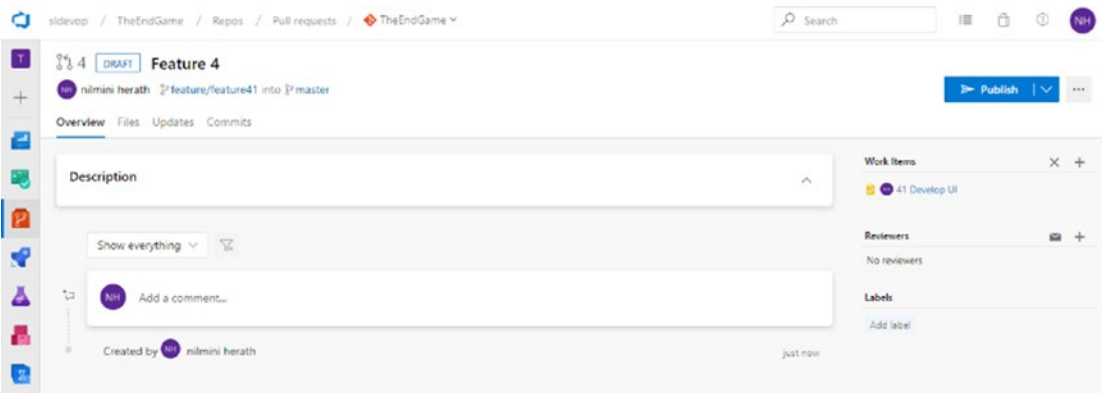 sldevop / TheEndGame / Repos / Pull requests / TheEndGame
Search
NH
T
4 DRAFT Feature 4
NH nilmini herath feature/feature41 into master
Publish
Overview Files Updates Commits
Description
Work Items
41 Develop UI
Show everything
Reviewers
No reviewers
NH Add a comment...
Labels
Add label
Created by NH nilmini herath
just now